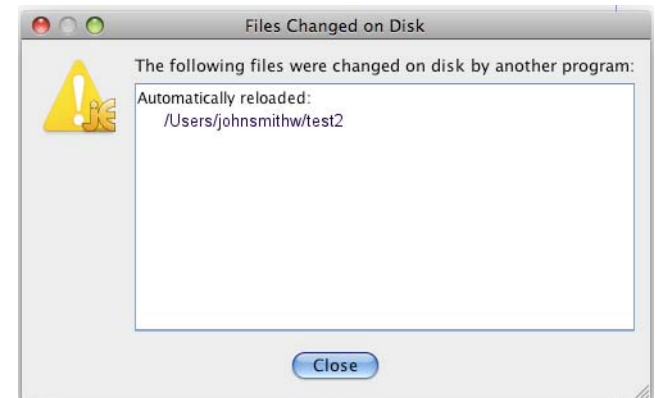 Files Changed on Disk
The following files were changed on disk by another program:
Automatically reloaded:
/Users/johnsmithw/test2
jE
Close